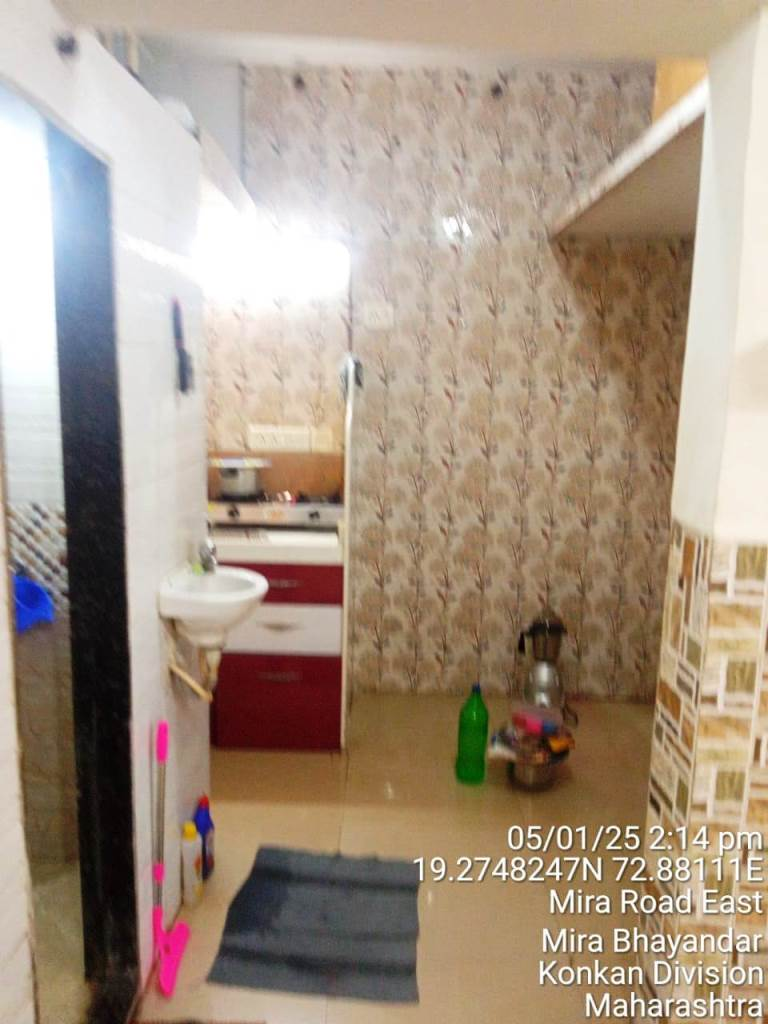 05/01/25 2:14 pm
19.2748247N 72.88111E
Mira Road East
Mira Bhayandar
Konkan Division
Maharashtra